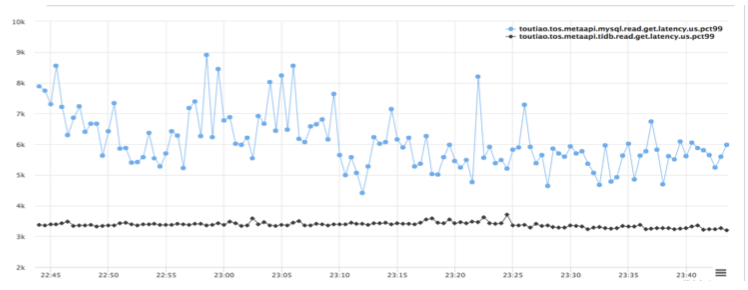 10k
toutiao.tos.metaapi.mysql.read.get.latency.us.pct99
toutiao.tos.metaapi.tidb.read.get.latency.us.pct99
9k
8k
7k
6k
5k
4k
3k
2k
22:45 22:50 22:55 23:00 23:05 23:10 23:15 23:20 23:25 23:30 23:35 23:40